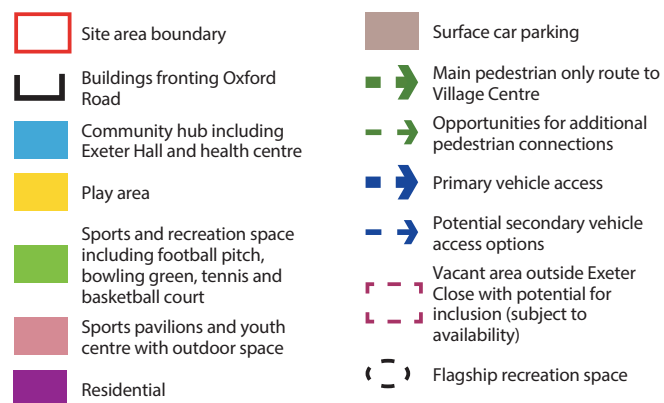 Site area boundary
Buildings fronting Oxford
Road
Community hub including
Exeter Hall and health centre
Play area
Sports and recreation space
including football pitch,
bowling green, tennis and
basketball court
Sports pavilions and youth
centre with outdoor space
Residential
Surface car parking
Main pedestrian only route to
Village Centre
Opportunities for additional
pedestrian connections
Primary vehicle access
Potential secondary vehicle
access options
Vacant area outside Exeter
Close with potential for
inclusion (subject to
availability)
Flagship recreation space